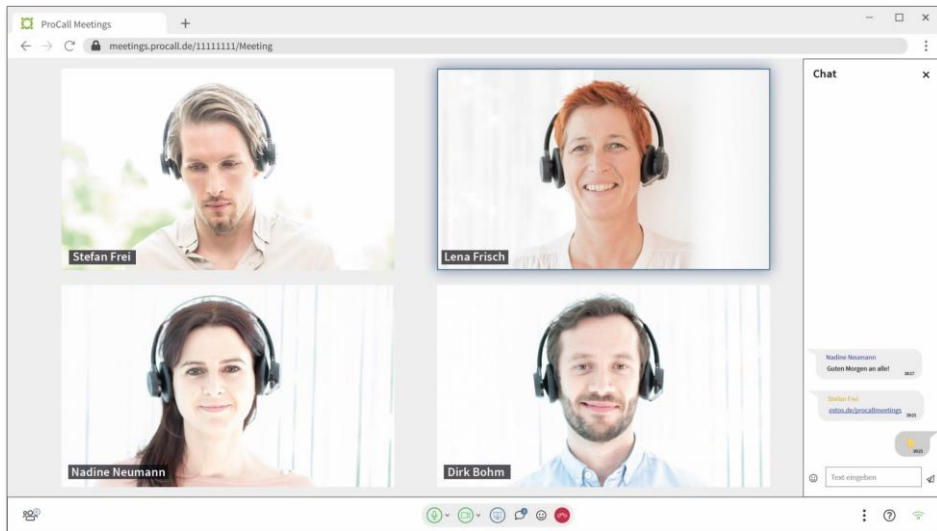 ProCall Meetings
meetings.procall.de/11111111/Meeting
Chat
Stefan Frei
Lena Frisch
Nadine Neumann
Dirk Bohm
Nadine Neumann
Guten Morgen an alle!
Stefan Frei
estos.de/procallmeetings
Text eingeben